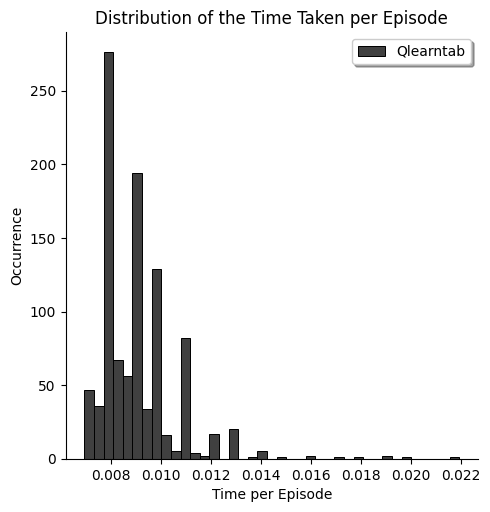 Distribution of the Time Taken per Episode
Qlearntab
Occurrence
250
200
150
100
50
0
0.008 0.010 0.012 0.014 0.016 0.018 0.020 0.022
Time per Episode